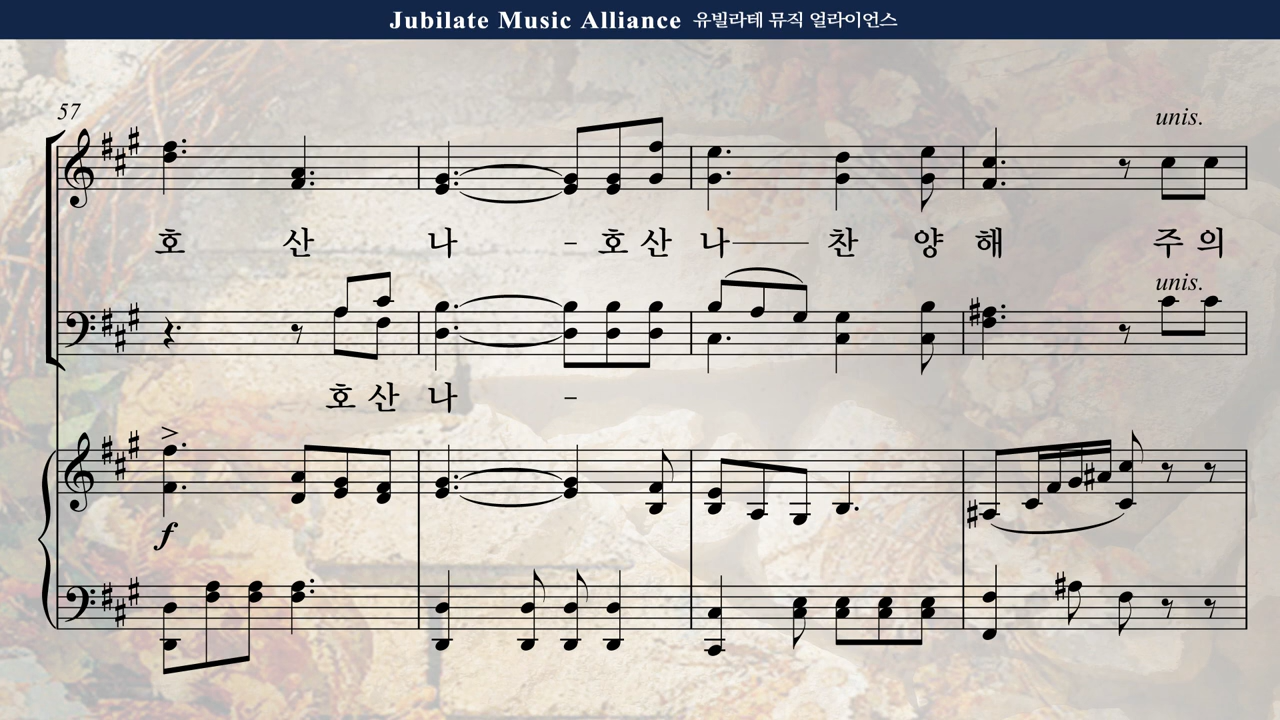 Jubilate Music Alliance 유빌라테 뮤직 얼라이언스
57
unis.
호 산 나 - 호 산 나 찬 양 해 주 의
unis.
호 산 나 -
f